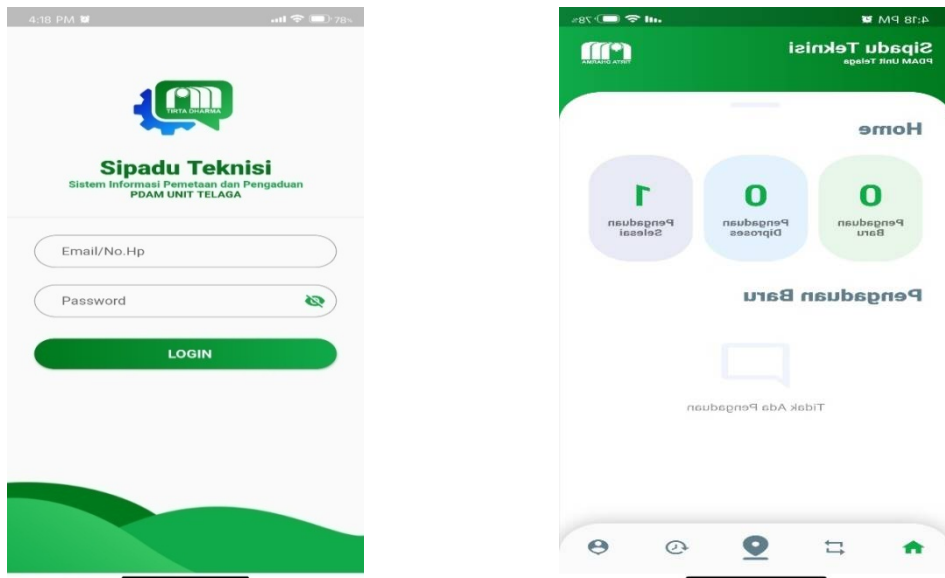 4:18 PM
78%
TIRTA DHARMA
Sipadu Teknisi
Sistem Informasi Pemetaan dan Pengaduan
PDAM UNIT TELAGA
Email/No.Hp
Password
LOGIN
4:18 PM
78%
Sipadu Teknisi
PDAM Unit Telaga
TIRTA DHARMA
Home
0
Pengaduan
Baru
0
Pengaduan
Diproses
1
Pengaduan
Selesai
Pengaduan Baru
Tidak Ada Pengaduan